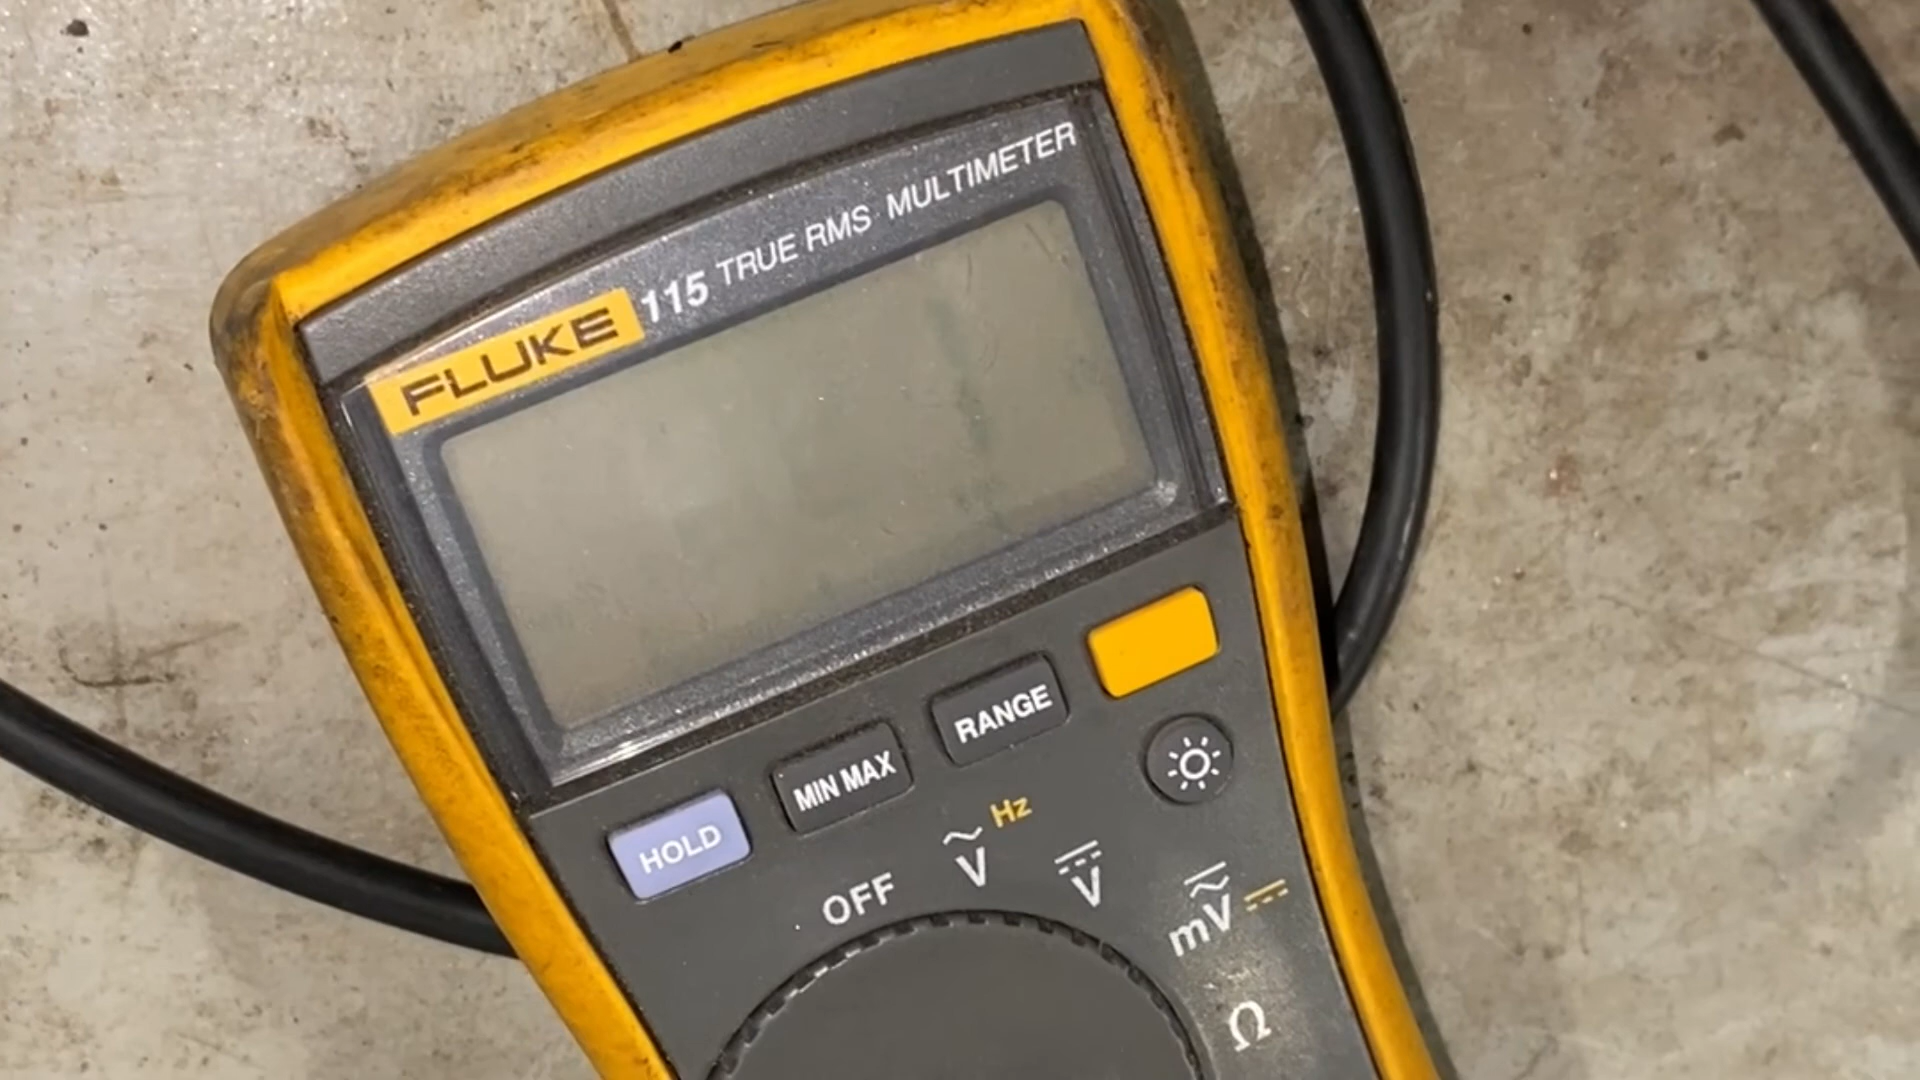 FLUKE 115 TRUE RMS MULTIMETER
HOLD MIN MAX RANGE
OFF V Hz V mV
Ω